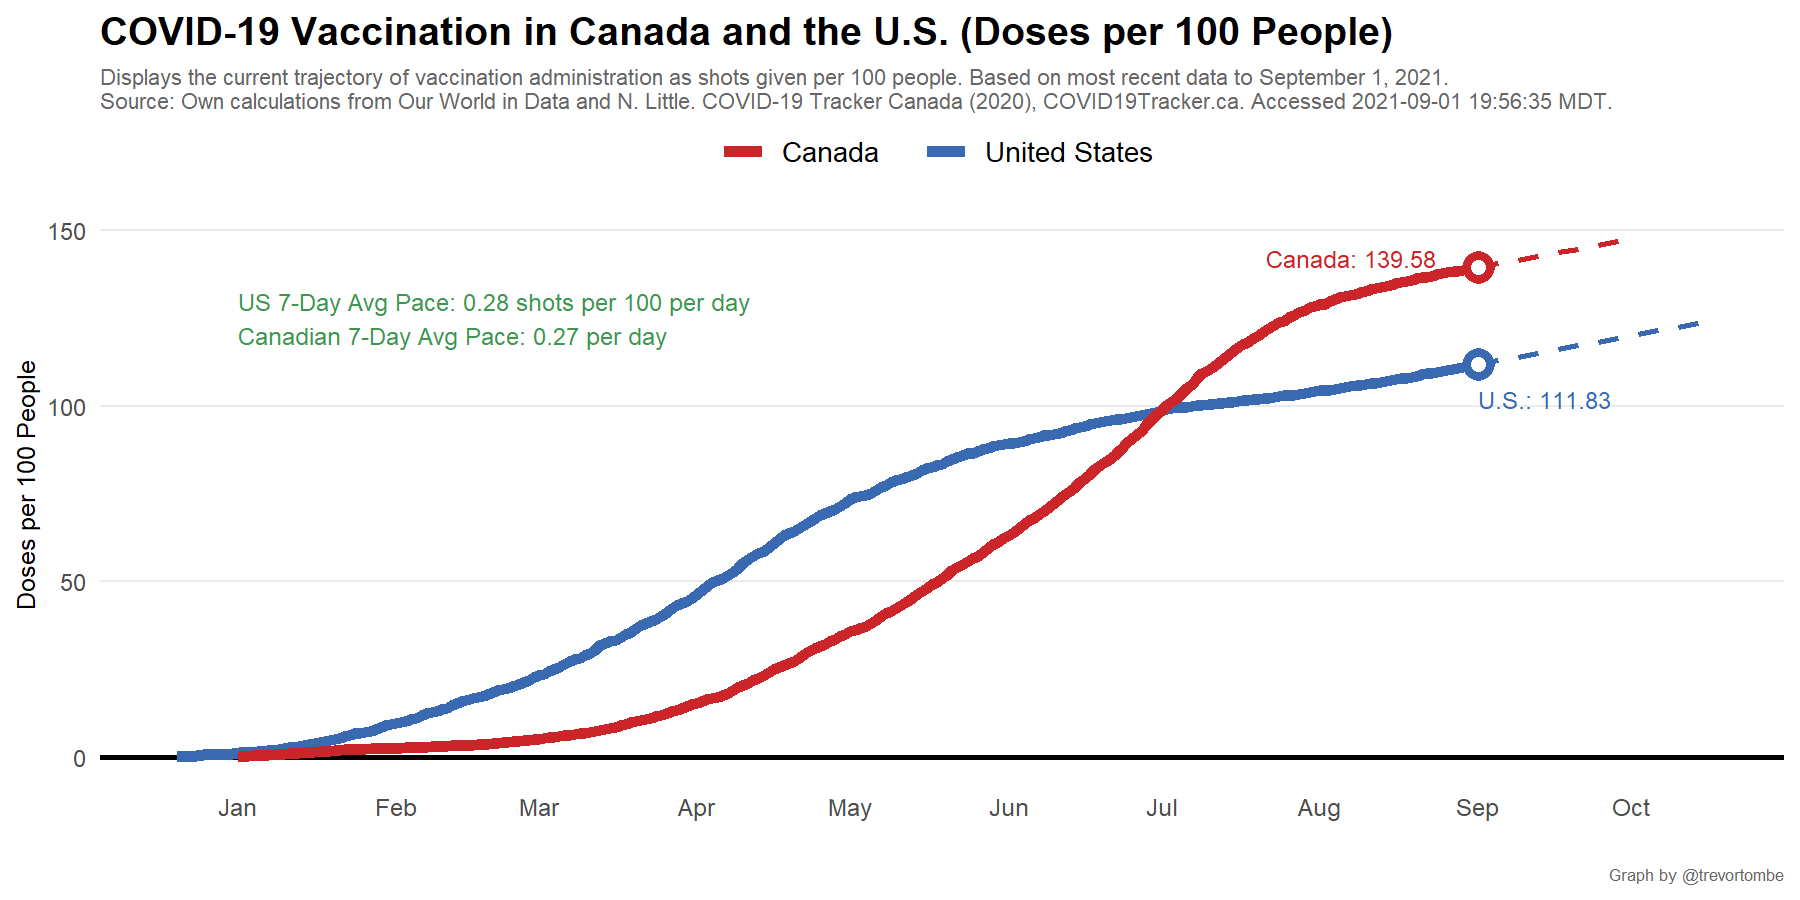 COVID-19 Vaccination in Canada and the U.S. (Doses per 100 People)
Displays the current trajectory of vaccination administration as shots given per 100 people. Based on most recent data to September 1, 2021.
Source: Own calculations from Our World in Data and N. Little. COVID-19 Tracker Canada (2020), COVID19Tracker.ca. Accessed 2021-09-01 19:56:35 MDT.
Canada United States
150
Canada: 139.58
US 7-Day Avg Pace: 0.28 shots per 100 per day
Canadian 7-Day Avg Pace: 0.27 per day
U.S.: 111.83
100
Doses per 100 People
50
0
Jan Feb Mar Apr May Jun Jul Aug Sep Oct
Graph by @trevortombe